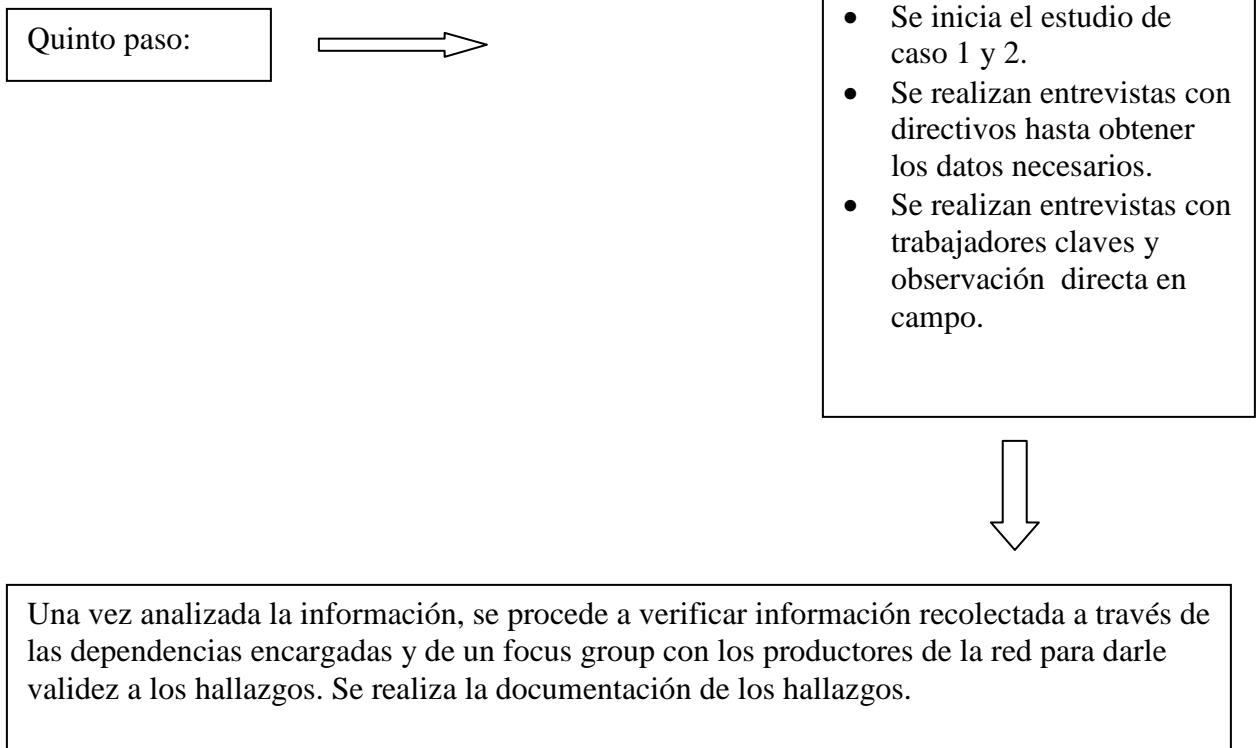 Quinto paso:
• Se inicia el estudio de
caso 1 y 2.
• Se realizan entrevistas con
directivos hasta obtener
los datos necesarios.
• Se realizan entrevistas con
trabajadores claves y
observación directa en
campo.
Una vez analizada la información, se procede a verificar información recolectada a través de
las dependencias encargadas y de un focus group con los productores de la red para darle
validez a los hallazgos. Se realiza la documentación de los hallazgos.